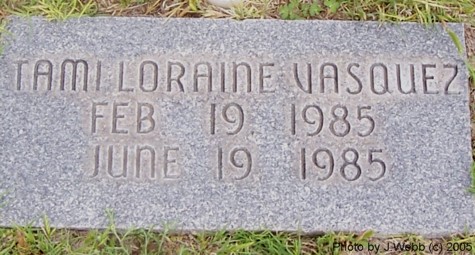 TAMI LORAINE VASQUEZ
FEB 19, 1985
JUNE 19 1985
Photo by J Webb (c) 2005